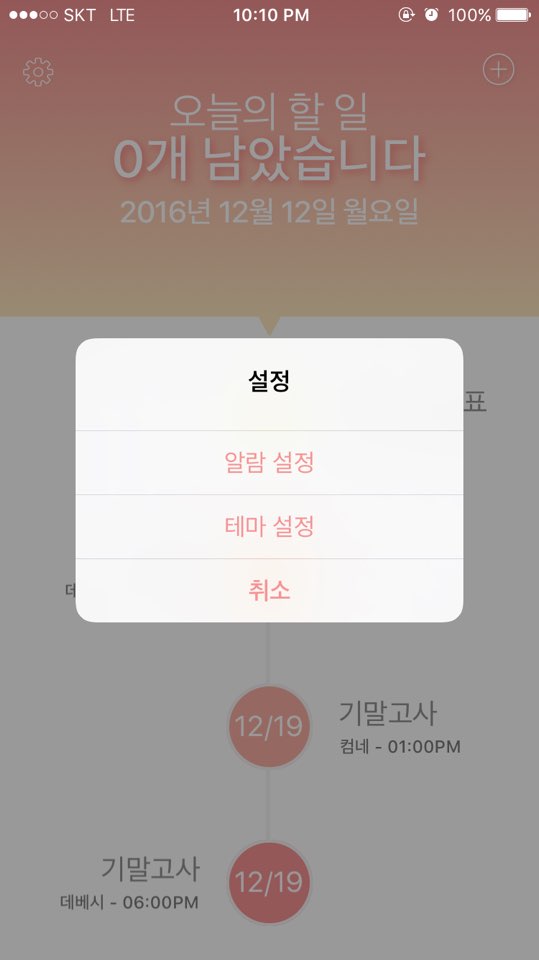 SKT LTE 10:10 PM 100%
오늘의 할 일
0개 남았습니다
2016년 12월 12일 월요일
설정
표
알람 설정
테마 설정
취소
12/19
기말고사
컴네 - 01:00PM
기말고사
데베시 - 06:00PM
12/19